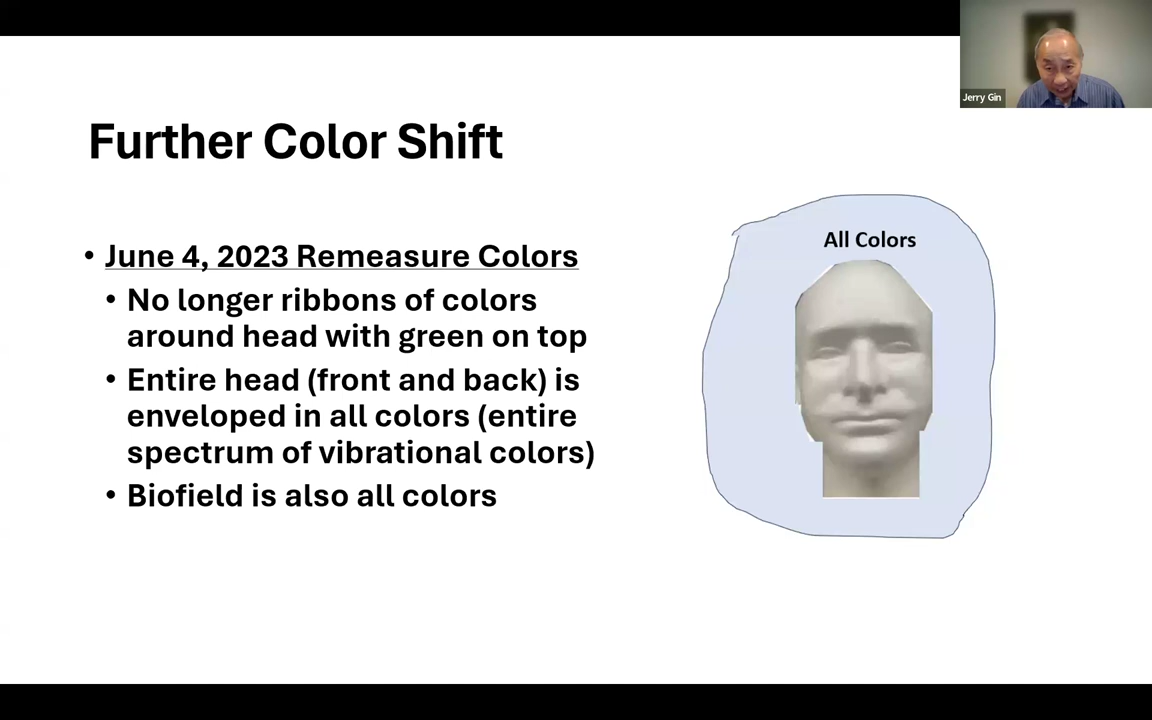 Jerry Gin
Further Color Shift
• June 4, 2023 Remeasure Colors
• No longer ribbons of colors
around head with green on top
• Entire head (front and back) is
enveloped in all colors (entire
spectrum of vibrational colors)
• Biofield is also all colors
All Colors